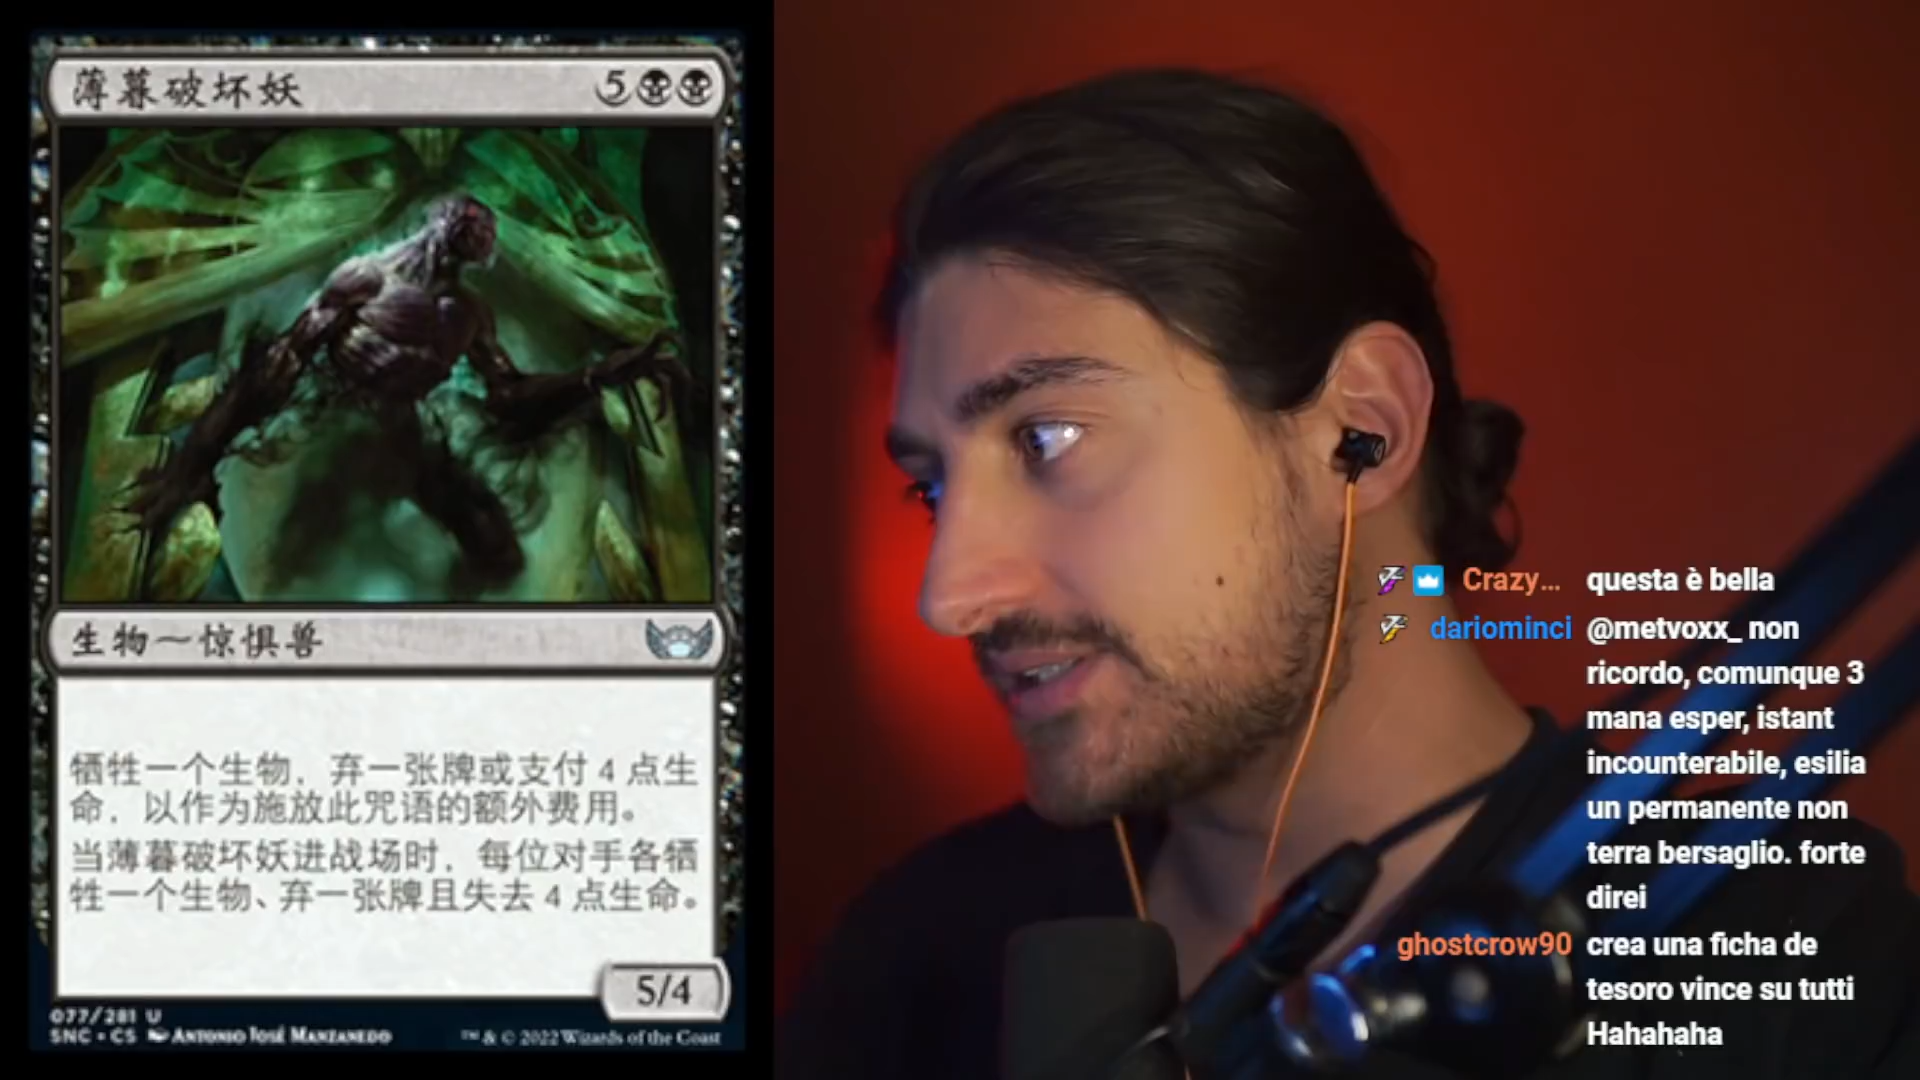 薄暮破坏妖
5
生物～惊惧兽
牺牲一个生物，弃一张牌或支付 4 点生
命，以作为施放此咒语的额外费用。
当薄暮破坏妖进战场时，每位对手各牺
牲一个生物、弃一张牌且失去 4 点生命。
5/4
077/281 U
SNC • CS ANTONIO JOSÉ MANZANEDO
™ & © 2022 Wizards of the Coast
Crazy... questa è bella
dariominci @metvoxx_ non
ricordo, comunque 3
mana esper, istant
incounterabile, esilia
un permanente non
terra bersaglio. forte
direi
ghostcrow90 crea una ficha de
tesoro vince su tutti
Hahahaha